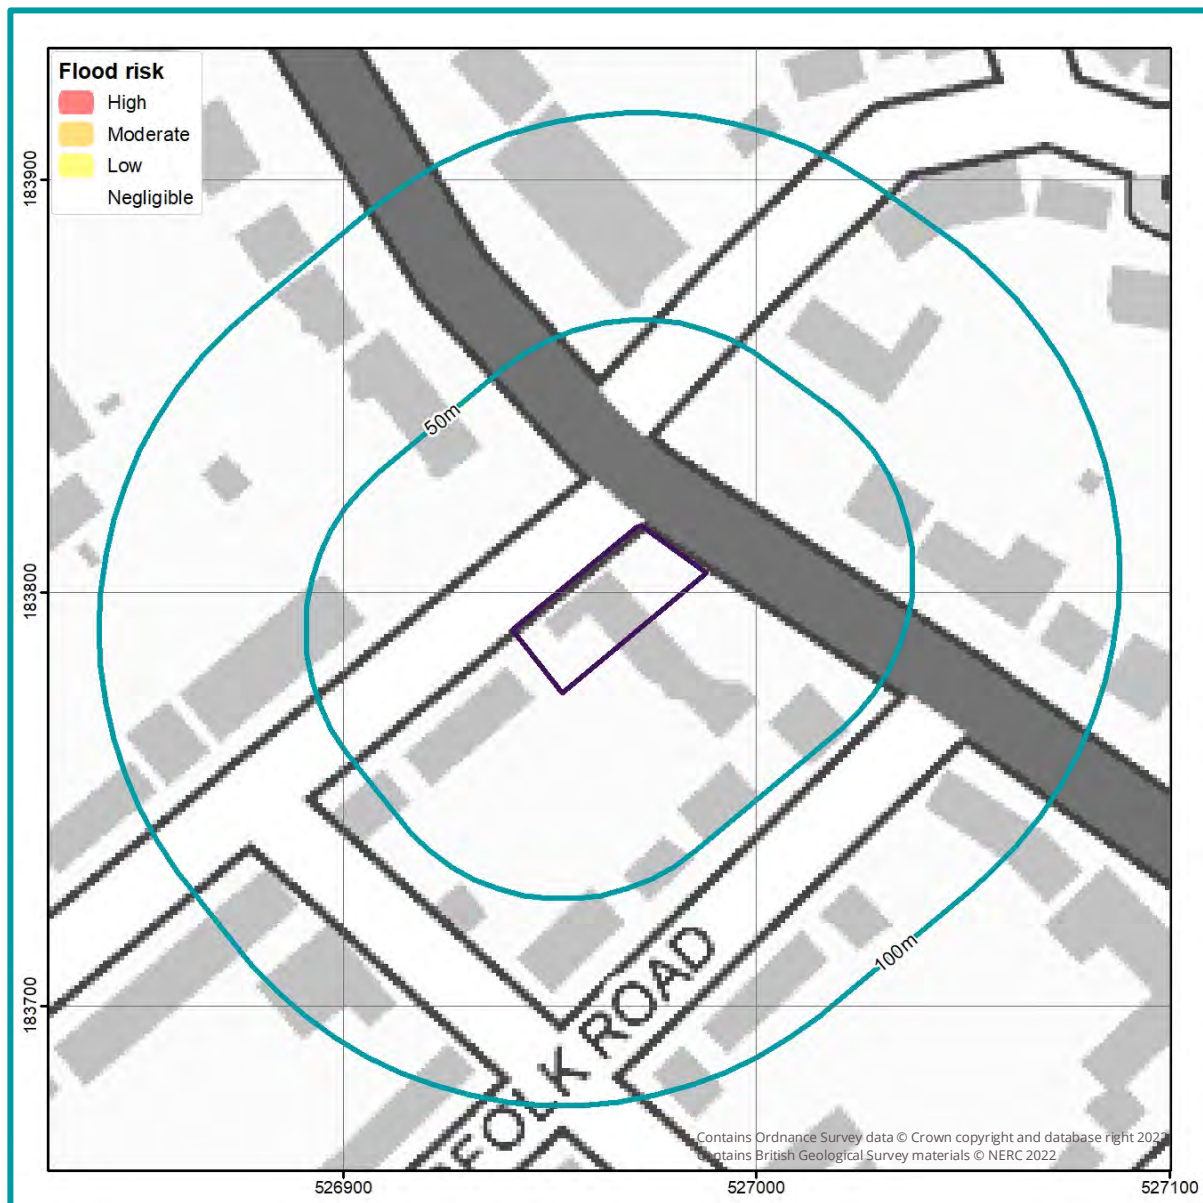 Flood risk
High
Moderate
Low
Negligible
183900
183800
183700
50m
100m
FOLK ROAD
Contains Ordnance Survey data © Crown copyright and database right 2022
Contains British Geological Survey materials © NERC 2022
526900
527000
527100